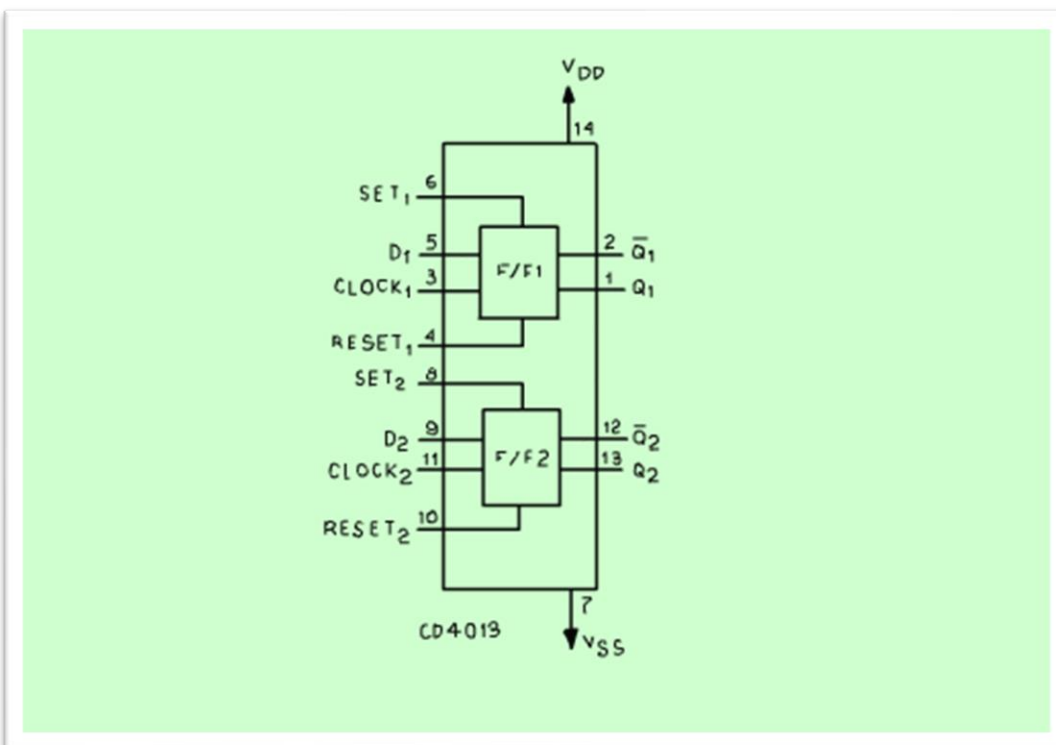 VDD
14
SET1 6
D1 5
F/F1
2 Q̅1
CLOCK1 3
1 Q1
RESET1 4
SET2 8
D2 9
F/F2
12 Q̅2
CLOCK2 11
13 Q2
RESET2 10
7
CD4013
VSS